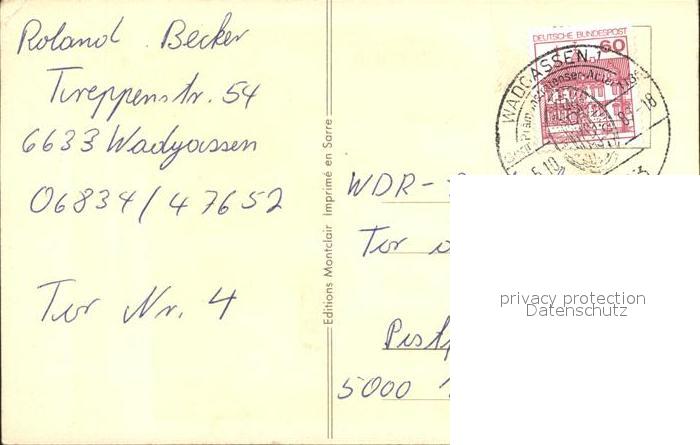 Roland Becker
Treppenstr. 54
6633 Wadgassen
06834/47652
Tor Nr. 4
Editions Montclair Imprimé en Sarre
DEUTSCHE BUNDESPOST
60
WADGASSEN 1
WDR-
Tor
5000
privacy protection
Datenschutz